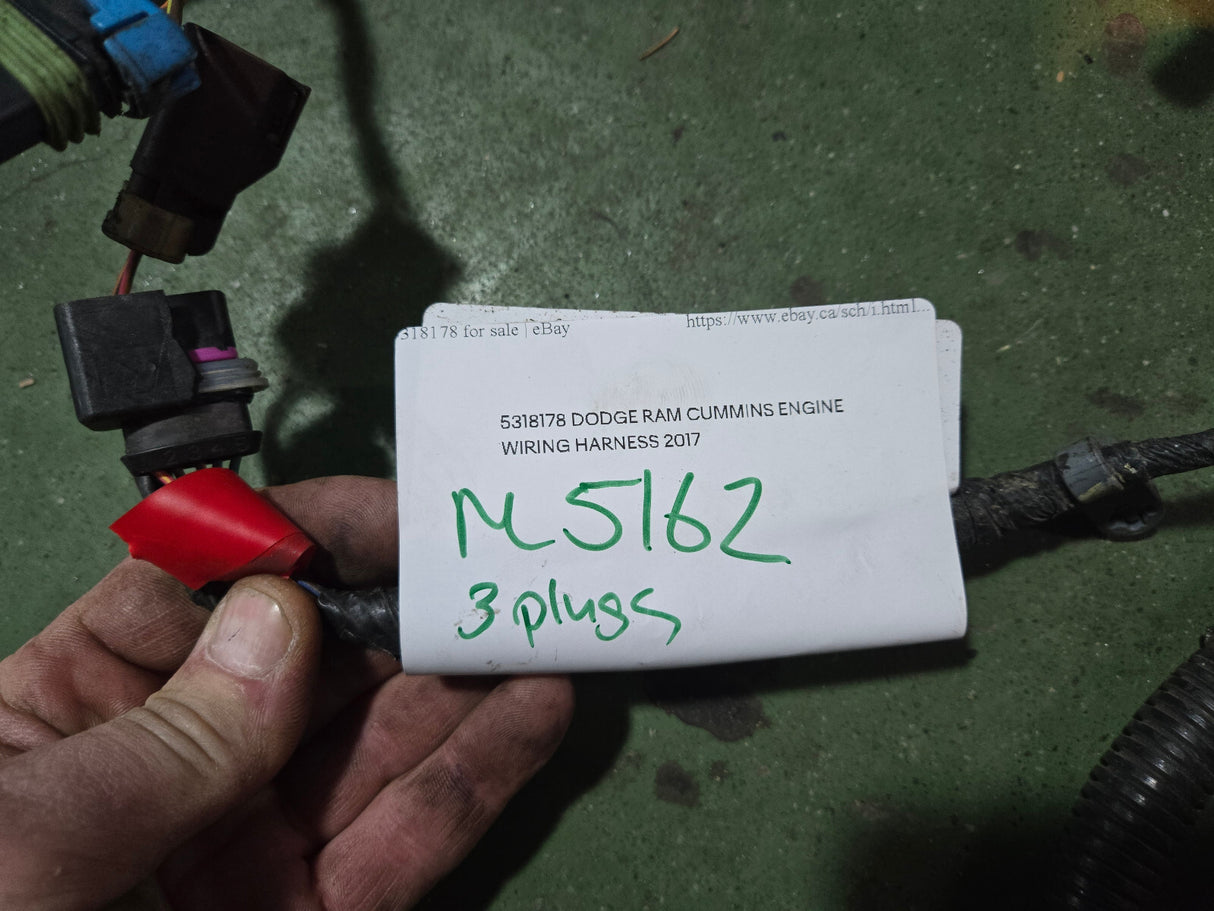 318178 for sale | eBay
https://www.ebay.ca/sch/i.html...
5318178 DODGE RAM CUMMINS ENGINE
WIRING HARNESS 2017
M5162
3 plugs